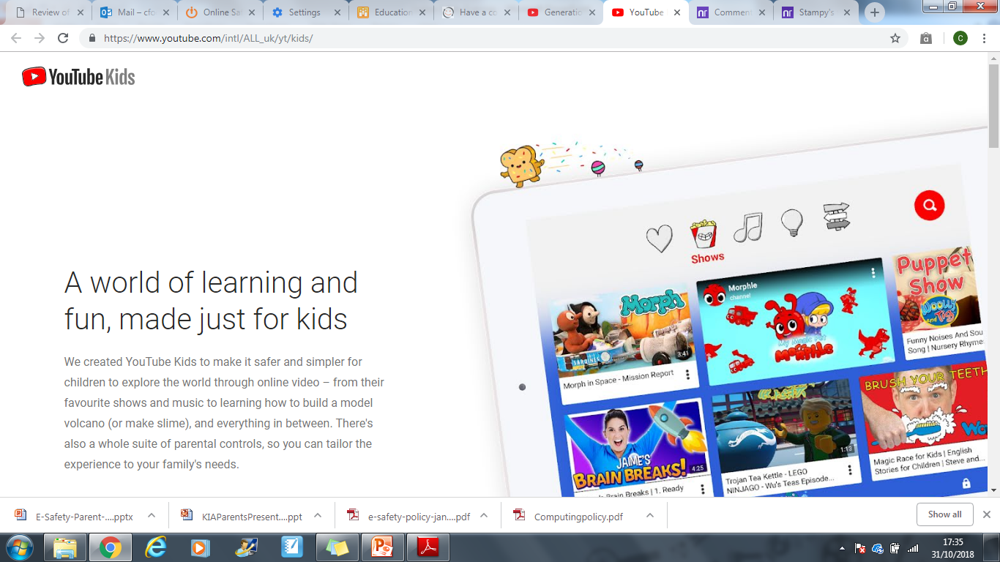 Review of
Mail – cfo
Online Sa
Settings
Education
Have a co
Generatio
YouTube
Comment
Stampy's
https://www.youtube.com/intl/ALL_uk/yt/kids/
C
YouTube Kids
Shows
A world of learning and
fun, made just for kids
We created YouTube Kids to make it safer and simpler for
children to explore the world through online video – from their
favourite shows and music to learning how to build a model
volcano (or make slime), and everything in between. There's
also a whole suite of parental controls, so you can tailor the
experience to your family's needs.
Morph
SARDINES
3:41
Morph in Space - Mission Report
Morphle
channel
My Magic Pet
Morphle
Puppet
Show
Woolly
and Tig
Funny Noises And Sou
Song | Nursery Rhyme
JAIME'S
BRAIN BREAKS!
4:25
Brain Breaks | 1. Ready
1:13
Trojan Tea Kettle - LEGO
NINJAGO - Wu's Teas Episode...
BRUSH YOUR TEETH
Magic Race for Kids | English
Stories for Children | Steve and...
E-Safety-Parent-....pptx
KIAParentsPresent....ppt
e-safety-policy-jan....pdf
Computingpolicy.pdf
Show all
17:35
31/10/2018